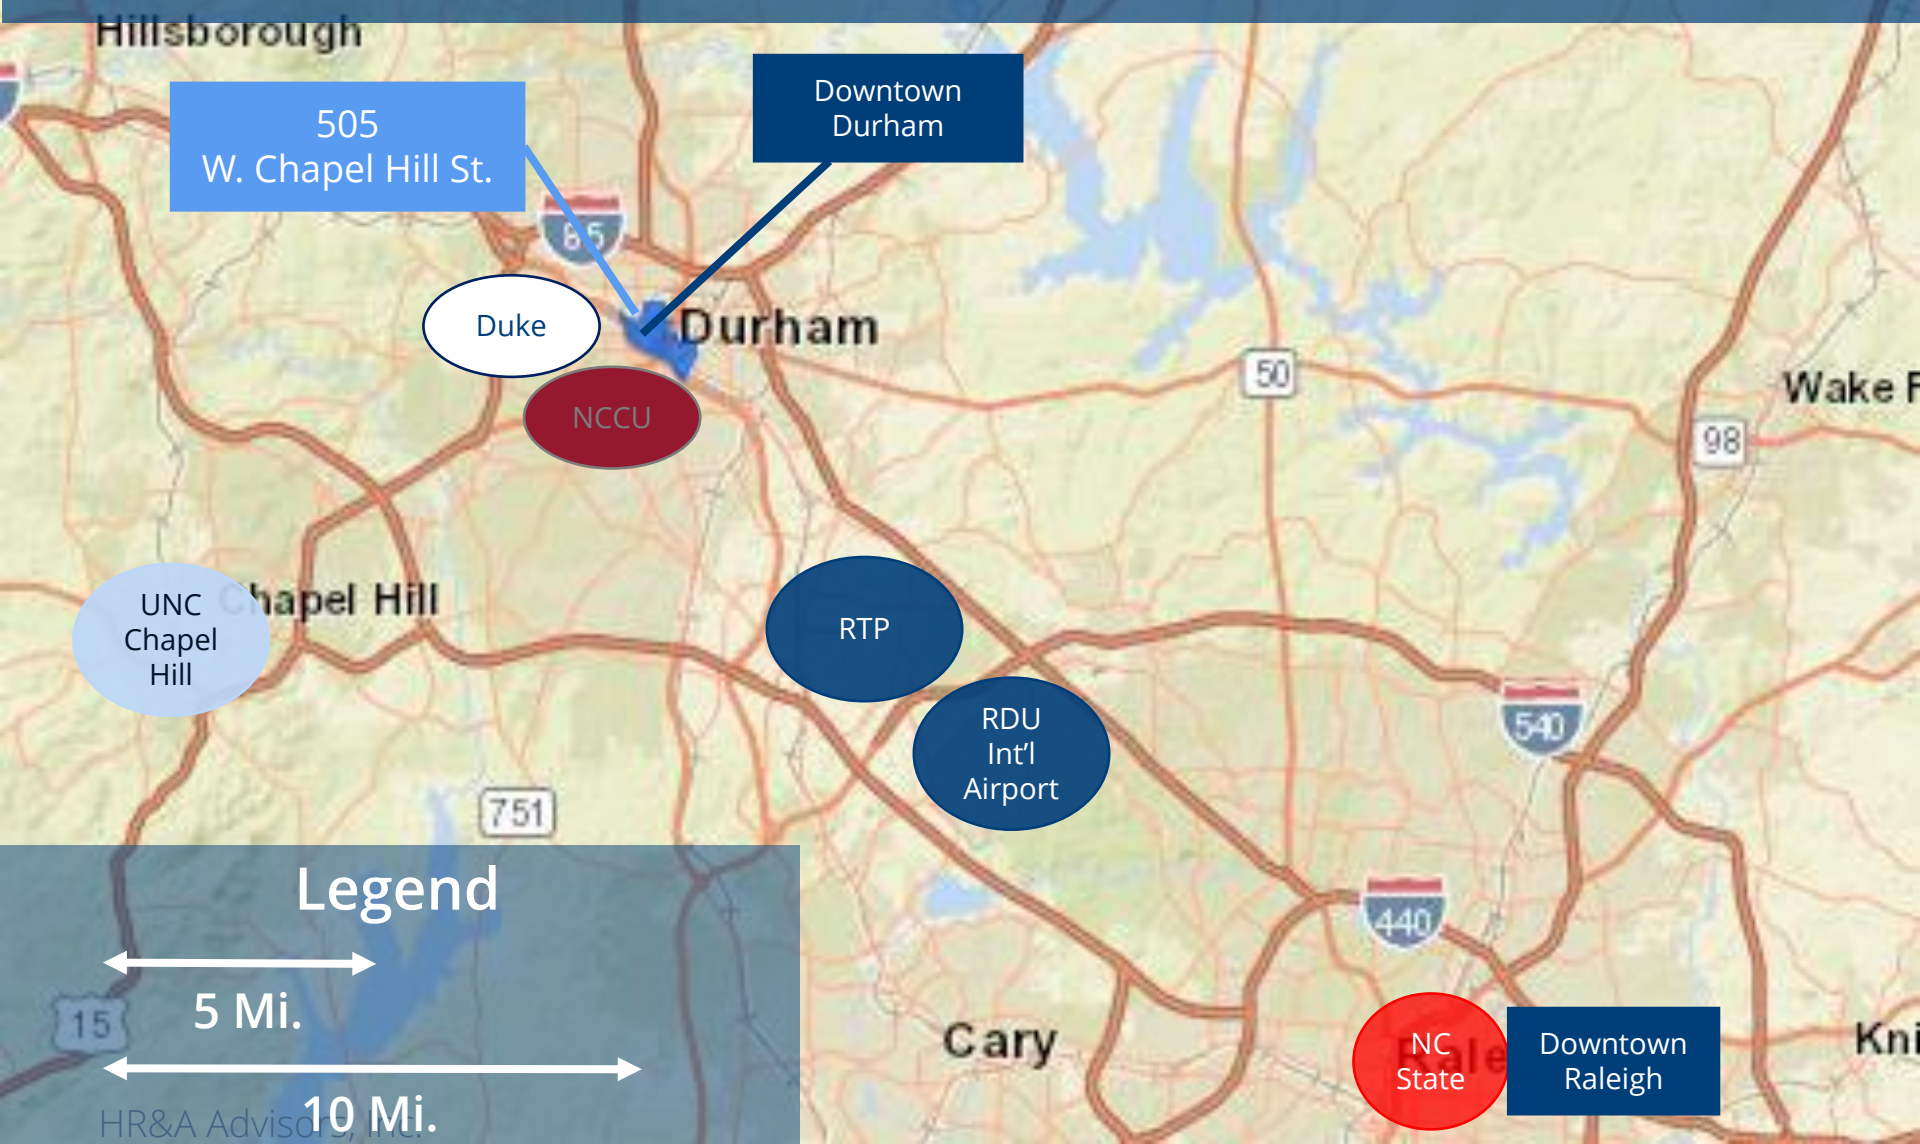 Hillsborough
505
W. Chapel Hill St.
Downtown
Durham
85
Duke
Durham
NCCU
50
Wake F
98
UNC
Chapel
Hill
Chapel Hill
RTP
RDU
Int'l
Airport
540
751
Legend
5 Mi.
15
10 Mi.
HR&A Advisors, Inc.
440
Cary
NC
State
Rale
Downtown
Raleigh
Kni